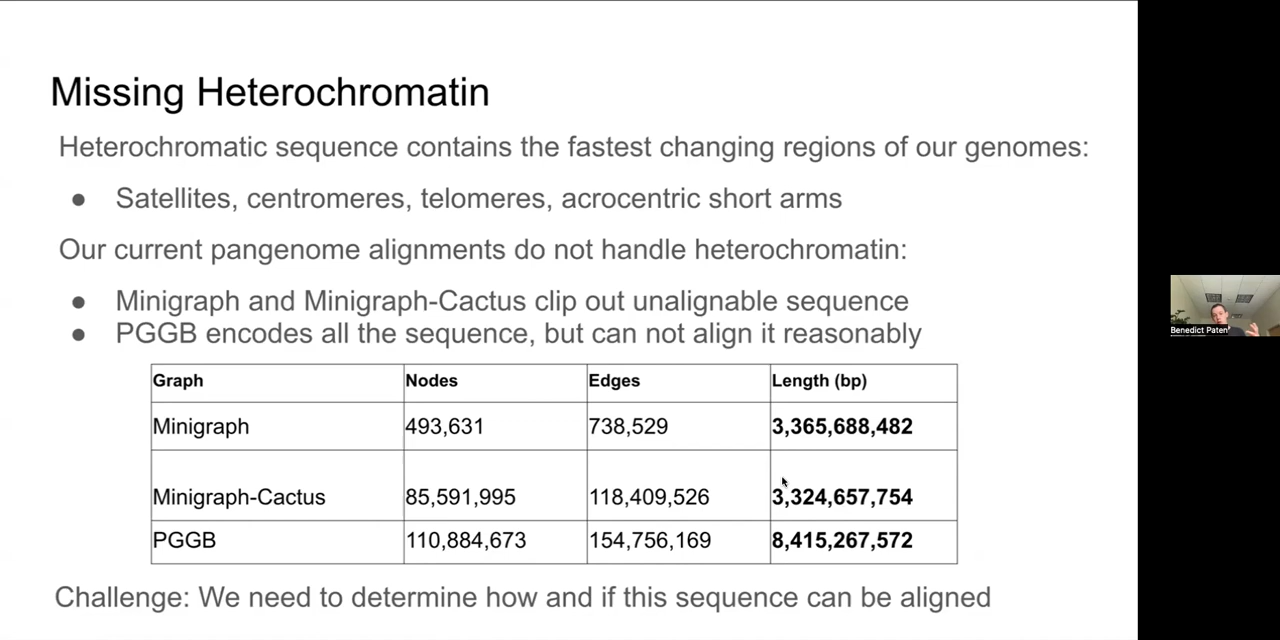 Missing Heterochromatin
Heterochromatic sequence contains the fastest changing regions of our genomes:
● Satellites, centromeres, telomeres, acrocentric short arms
Our current pangenome alignments do not handle heterochromatin:
● Minigraph and Minigraph-Cactus clip out unalignable sequence
● PGGB encodes all the sequence, but can not align it reasonably
Graph Nodes Edges Length (bp)
Minigraph 493,631 738,529 3,365,688,482
Minigraph-Cactus 85,591,995 118,409,526 3,324,657,754
PGGB 110,884,673 154,756,169 8,415,267,572
Challenge: We need to determine how and if this sequence can be aligned
Benedict Paten